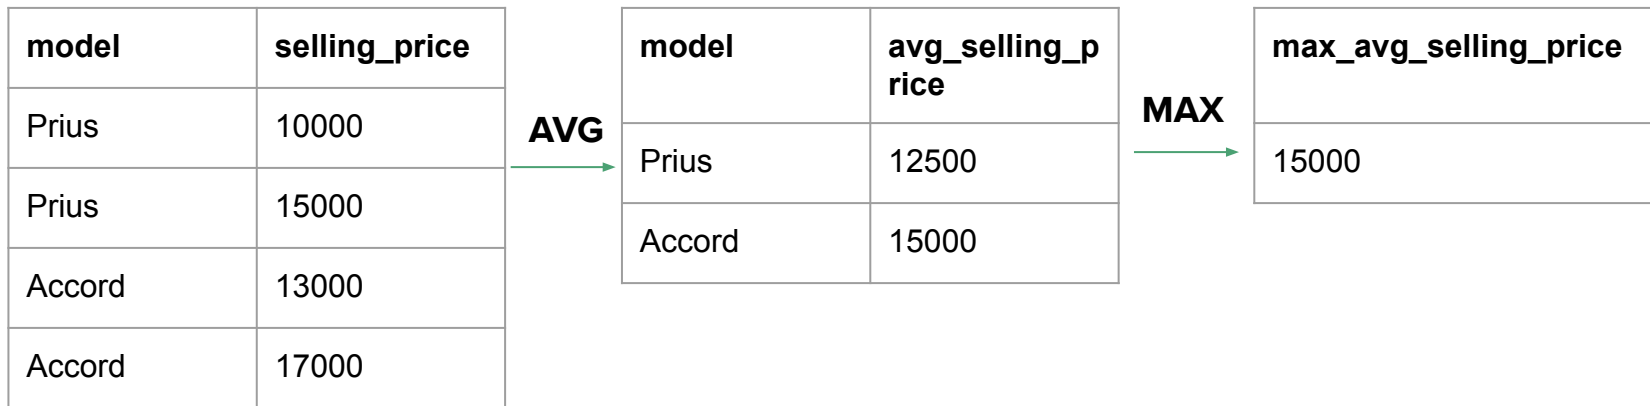 model selling_price
Prius 10000
Prius 15000
Accord 13000
Accord 17000
AVG
model avg_selling_p
rice
Prius 12500
Accord 15000
MAX
max_avg_selling_price
15000